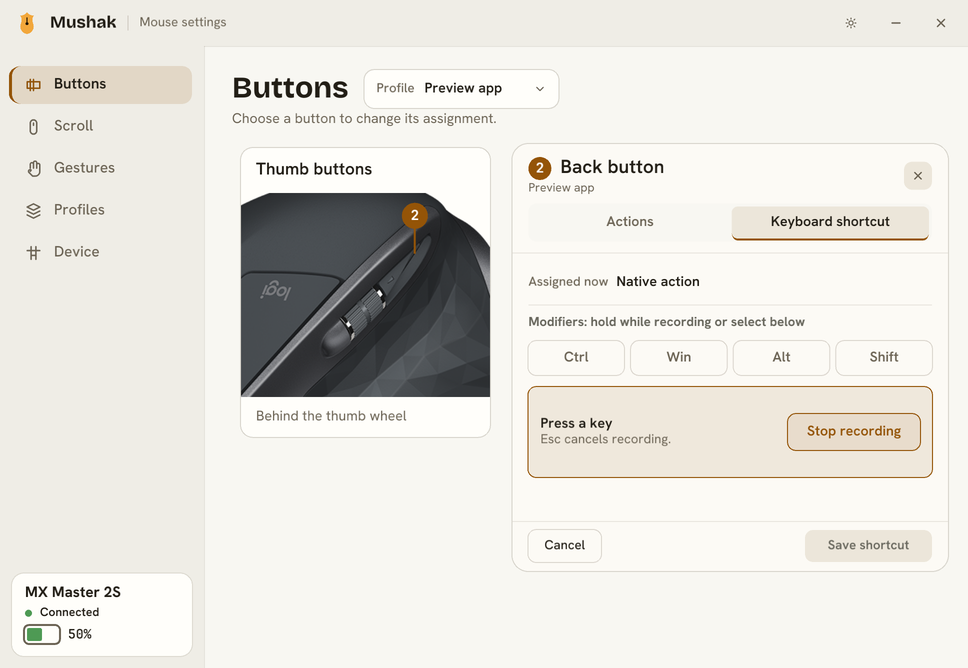 Mushak
Mouse settings
Buttons
Scroll
Gestures
Profiles
Device
MX Master 2S
Connected
50%
Buttons
Profile Preview app
Choose a button to change its assignment.
Thumb buttons
2
logi
Behind the thumb wheel
2 Back button
Preview app
Actions
Keyboard shortcut
Assigned now Native action
Modifiers: hold while recording or select below
Ctrl
Win
Alt
Shift
Press a key
Esc cancels recording.
Stop recording
Cancel
Save shortcut